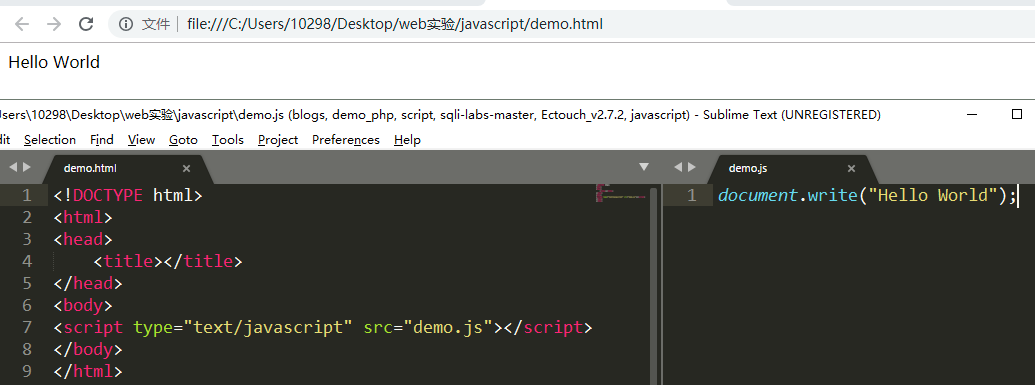 文件 file:///C:/Users/10298/Desktop/web实验/javascript/demo.html
Hello World
Users\10298\Desktop\web实验\javascript\demo.js (blogs, demo_php, script, sqli-labs-master, Ectouch_v2.7.2, javascript) - Sublime Text (UNREGISTERED)
dit Selection Find View Goto Tools Project Preferences Help
demo.html
1 <!DOCTYPE html>
2 <html>
3 <head>
4 <title></title>
5 </head>
6 <body>
7 <script type="text/javascript" src="demo.js"></script>
8 </body>
9 </html>
demo.js
1 document.write("Hello World");